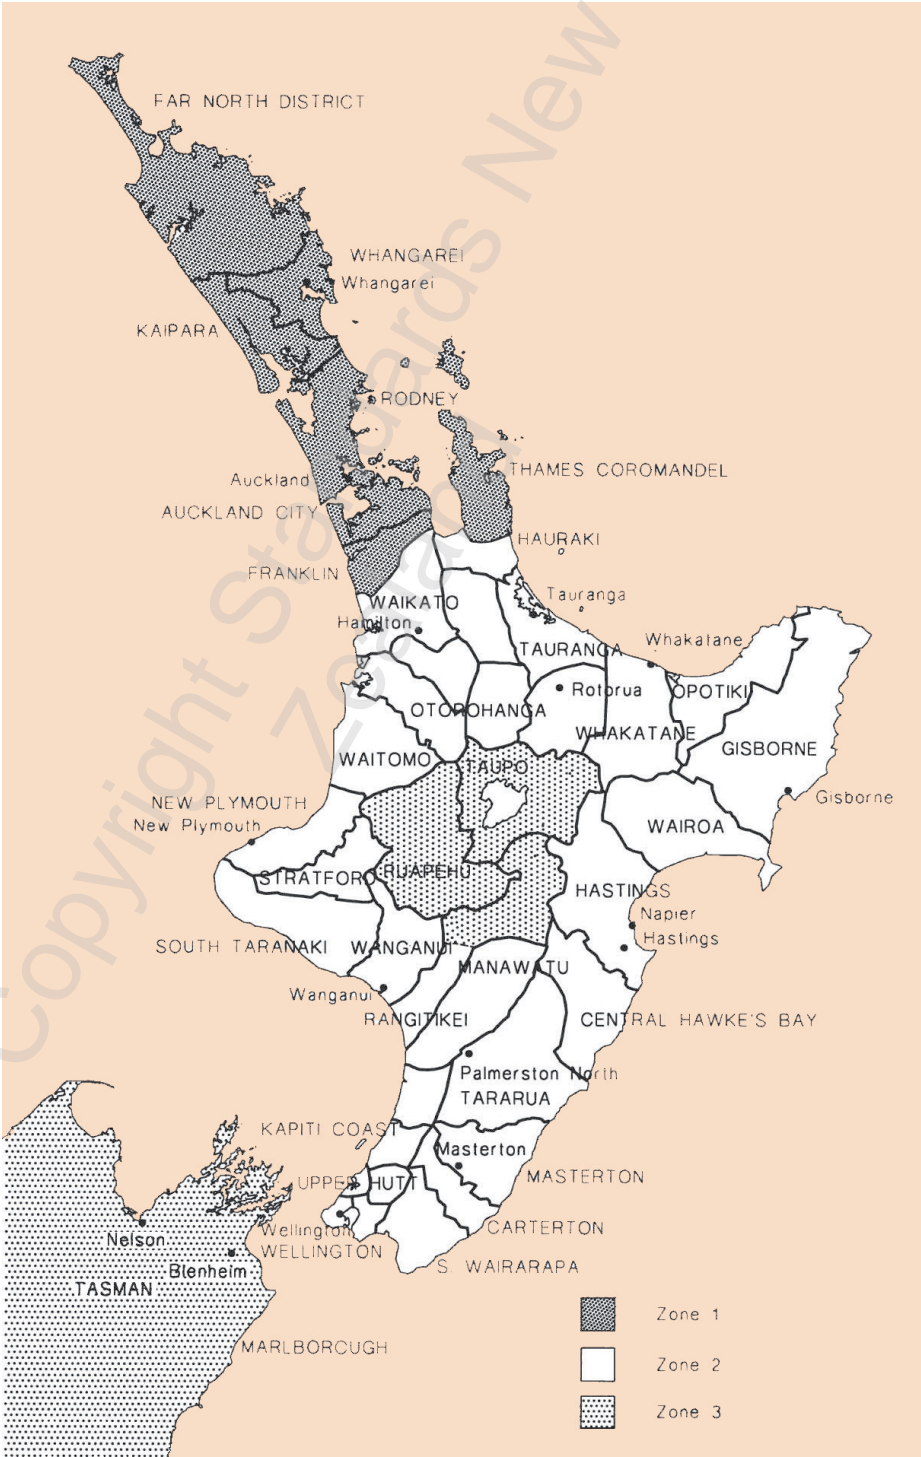 FAR NORTH DISTRICT
WHANGAREI
Whangarei
KAIPARA
RODNEY
Auckland
THAMES COROMANDEL
AUCKLAND CITY
HAURAKI
FRANKLIN
WAIKATO
Tauranga
Hamilton
TAURANGA
Whakatane
Rotorua
OPOTIKI
OTOROHANGA
WHAKATANE
GISBORNE
WAITOMO
TAUPO
Gisborne
NEW PLYMOUTH
New Plymouth
WAIROA
STRATFORD
RUAPEHU
HASTINGS
Napier
Hastings
SOUTH TARANAKI
WANGANUI
MANAWATU
Wanganui
RANGITIKEI
CENTRAL HAWKE'S BAY
Palmerston North
TARARUA
KAPITI COAST
Masterton
MASTERTON
UPPER HUTT
CARTERTON
Wellington
WELLINGTON
S. WAIRARAPA
Nelson
Blenheim
TASMAN
MARLBOROUGH
Zone 1
Zone 2
Zone 3
Copyright Standards New
Zealand